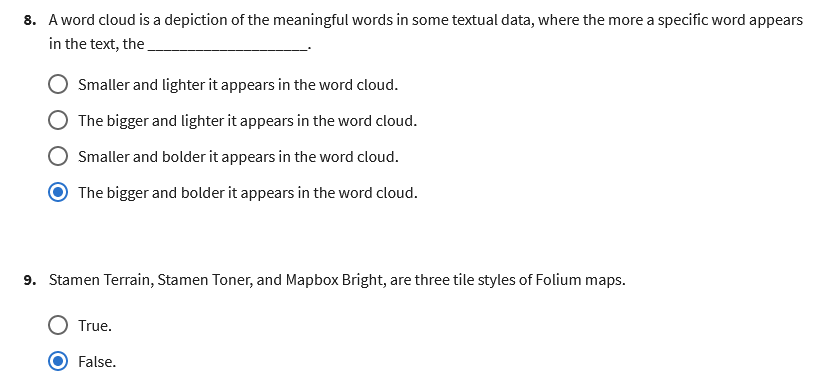 8. A word cloud is a depiction of the meaningful words in some textual data, where the more a specific word appears
in the text, the ____________________.
Smaller and lighter it appears in the word cloud.
The bigger and lighter it appears in the word cloud.
Smaller and bolder it appears in the word cloud.
The bigger and bolder it appears in the word cloud.
9. Stamen Terrain, Stamen Toner, and Mapbox Bright, are three tile styles of Folium maps.
True.
False.